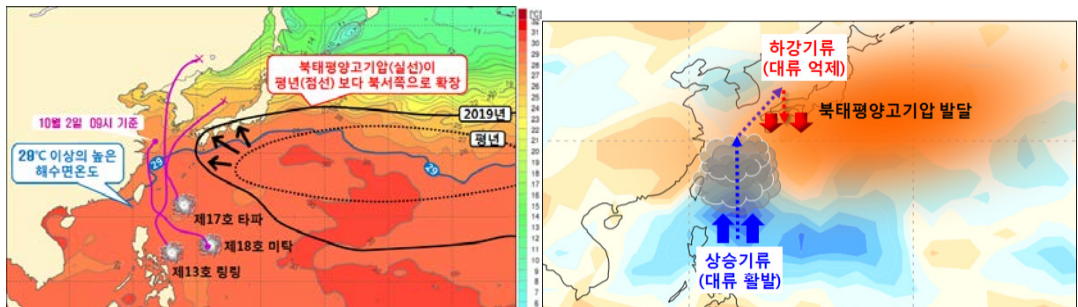 북태평양고기압(실선)이
평년(점선) 보다 북서쪽으로 확장
2019년
평년
10월 2일 09시 기준
29℃ 이상의 높은
해수면온도
29
29
제17호 타파
제18호 미탁
제13호 링링
[℃]
하강기류
(대류 억제)
북태평양고기압 발달
상승기류
(대류 활발)